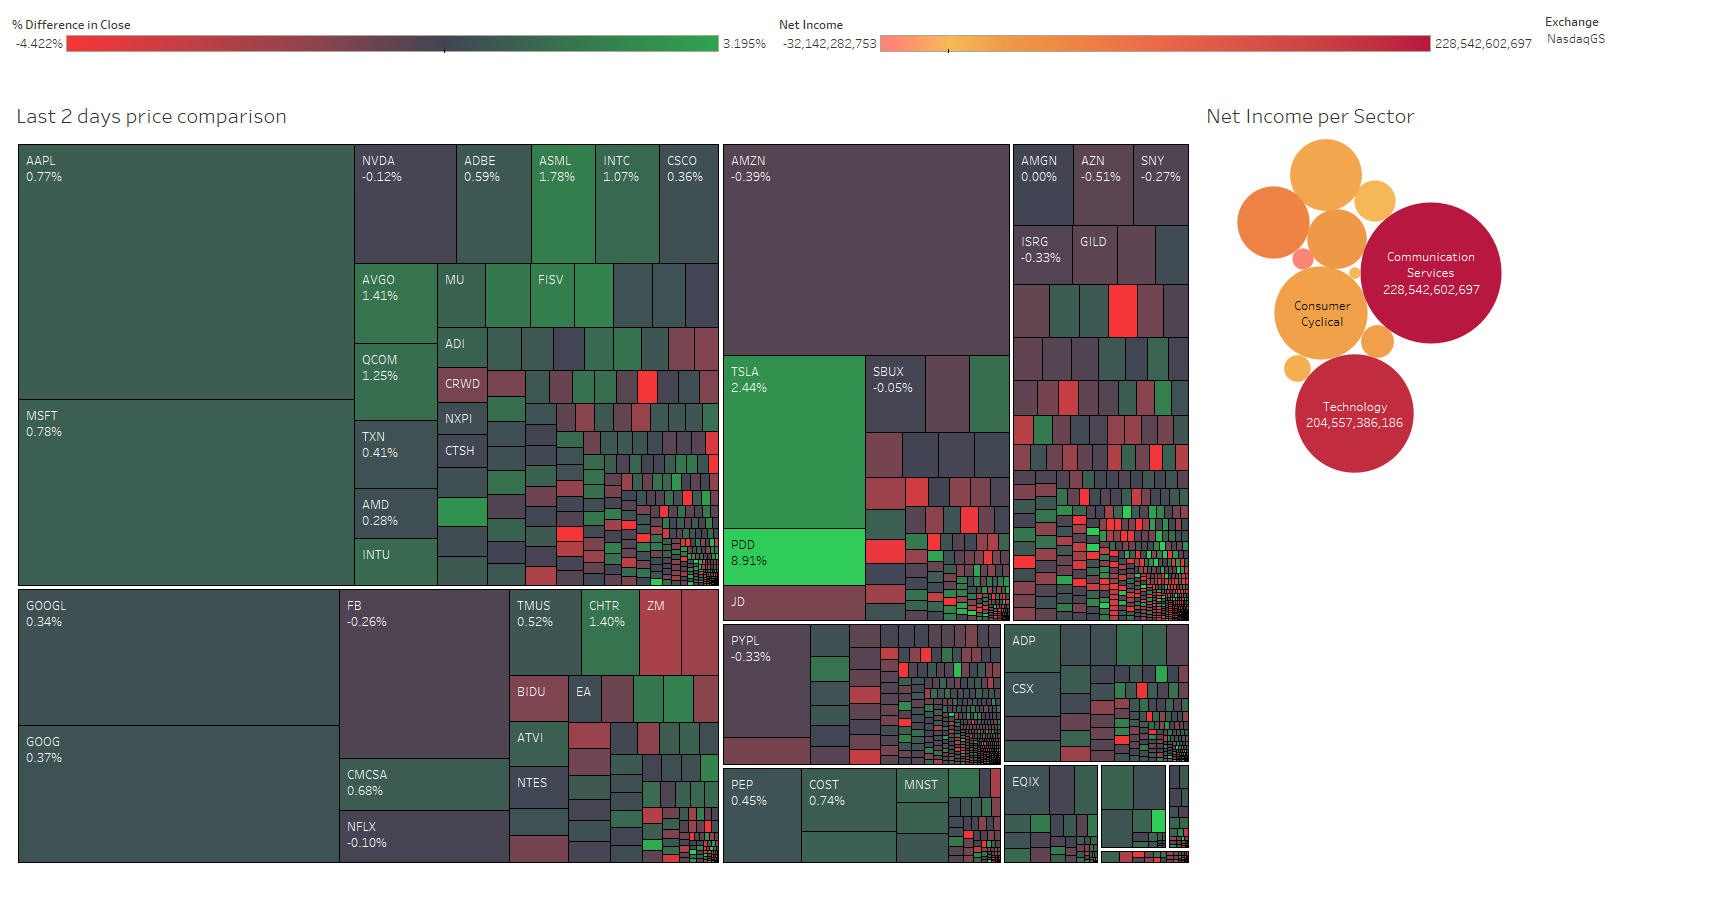 % Difference in Close
-4.422%
3.195%
Net Income
-32,142,282,753
228,542,602,697
Exchange
NasdaqGS
Last 2 days price comparison
AAPL
0.77%
MSFT
0.78%
NVDA
-0.12%
ADBE
0.59%
ASML
1.78%
INTC
1.07%
CSCO
0.36%
AVGO
1.41%
MU
FISV
QCOM
1.25%
ADI
CRWD
NXPI
TXN
0.41%
CTSH
AMD
0.28%
INTU
GOOGL
0.34%
GOOG
0.37%
FB
-0.26%
CMCSA
0.68%
NFLX
-0.10%
TMUS
0.52%
CHTR
1.40%
ZM
BIDU
EA
ATVI
NTES
AMZN
-0.39%
TSLA
2.44%
SBUX
-0.05%
PDD
8.91%
JD
AMGN
0.00%
AZN
-0.51%
SNY
-0.27%
ISRG
-0.33%
GILD
PYPL
-0.33%
ADP
CSX
PEP
0.45%
COST
0.74%
MNST
EQIX
Net Income per Sector
Communication
Services
228,542,602,697
Consumer
Cyclical
Technology
204,557,386,186